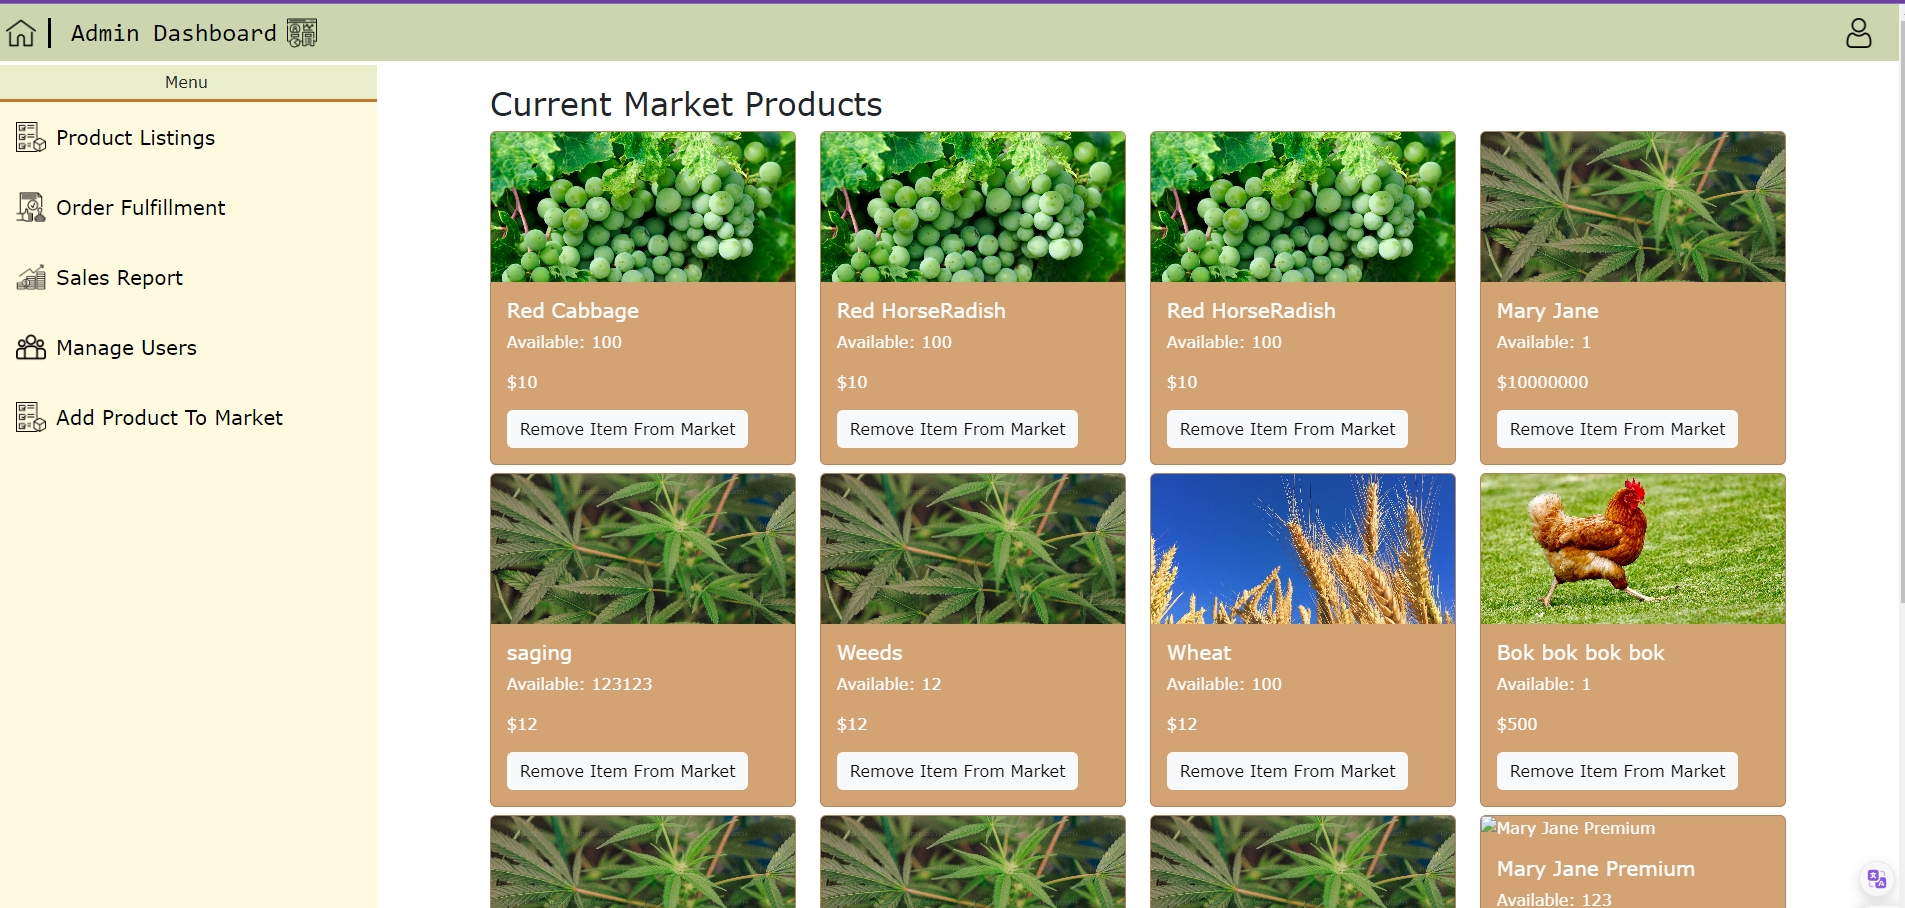 Admin Dashboard
Menu
Product Listings
Order Fulfillment
Sales Report
Manage Users
Add Product To Market
Current Market Products
Red Cabbage
Available: 100
$10
Remove Item From Market
Red HorseRadish
Available: 100
$10
Remove Item From Market
Red HorseRadish
Available: 100
$10
Remove Item From Market
Mary Jane
Available: 1
$10000000
Remove Item From Market
saging
Available: 123123
$12
Remove Item From Market
Weeds
Available: 12
$12
Remove Item From Market
Wheat
Available: 100
$12
Remove Item From Market
Bok bok bok bok
Available: 1
$500
Remove Item From Market
Mary Jane Premium
Mary Jane Premium
Available: 123